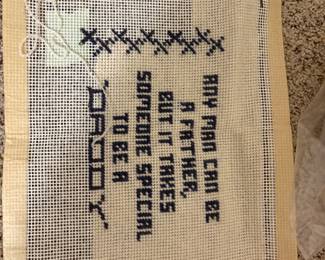 ANY MAN CAN BE
A FATHER,
BUT IT TAKES
SOMEONE SPECIAL
TO BE A
"DADDY"